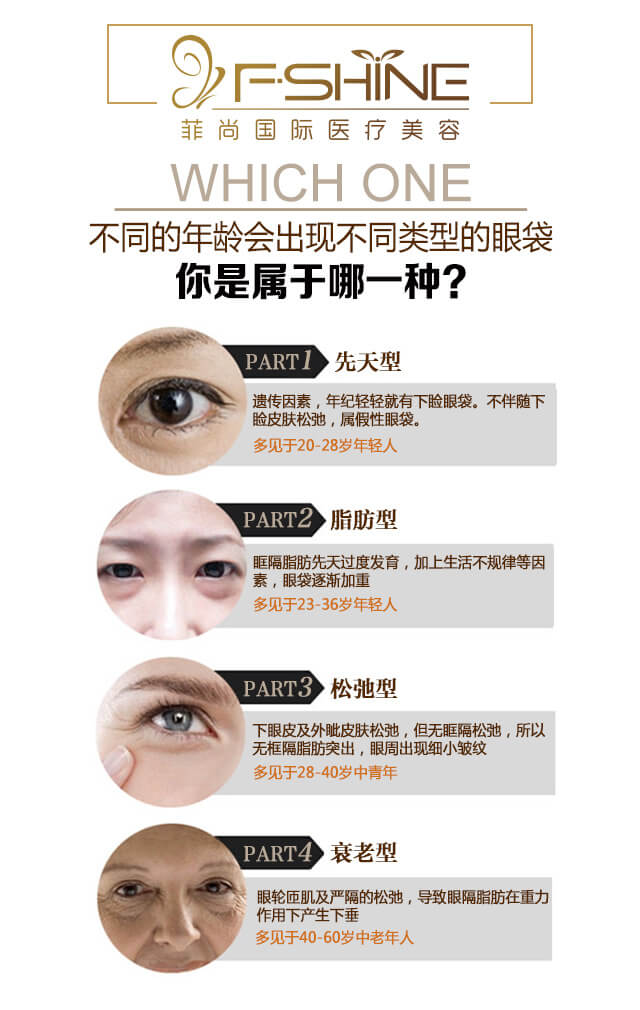 F·SHINE
菲尚国际医疗美容
WHICH ONE
不同的年龄会出现不同类型的眼袋
你是属于哪一种?
PART1 先天型
遗传因素，年纪轻轻就有下睑眼袋。不伴随下
睑皮肤松弛，属假性眼袋。
多见于20-28岁年轻人
PART2 脂肪型
眶隔脂肪先天过度发育，加上生活不规律等因
素，眼袋逐渐加重
多见于23-36岁年轻人
PART3 松弛型
下眼皮及外眦皮肤松弛，但无眶隔松弛，所以
无框隔脂肪突出，眼周出现细小皱纹
多见于28-40岁中青年
PART4 衰老型
眼轮匝肌及严隔的松弛，导致眼隔脂肪在重力
作用下产生下垂
多见于40-60岁中老年人